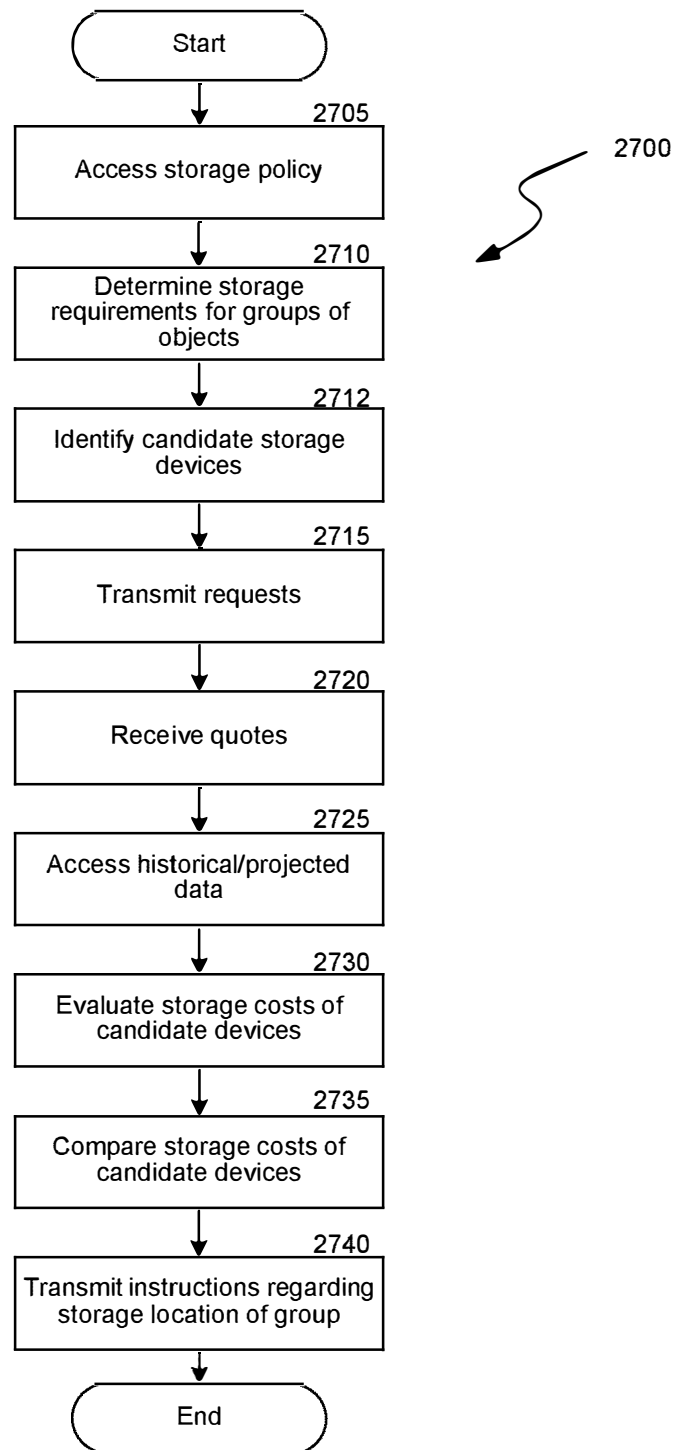 Start
2705
Access storage policy
2700
2710
Determine storage
requirements for groups of
objects
2712
Identify candidate storage
devices
2715
Transmit requests
2720
Receive quotes
2725
Access historical/projected
data
2730
Evaluate storage costs of
candidate devices
2735
Compare storage costs of
candidate devices
2740
Transmit instructions regarding
storage location of group
End